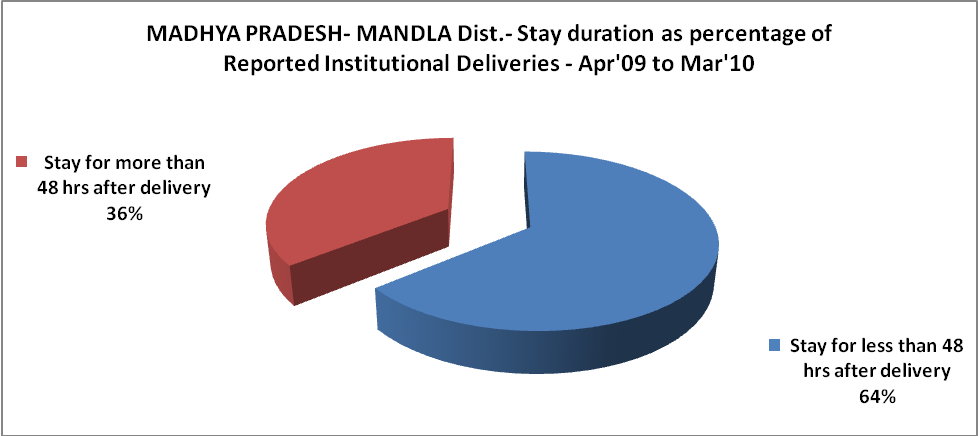 MADHYA PRADESH- MANDLA Dist.- Stay duration as percentage of
Reported Institutional Deliveries - Apr'09 to Mar'10
Stay for more than
48 hrs after delivery
36%
Stay for less than 48
hrs after delivery
64%